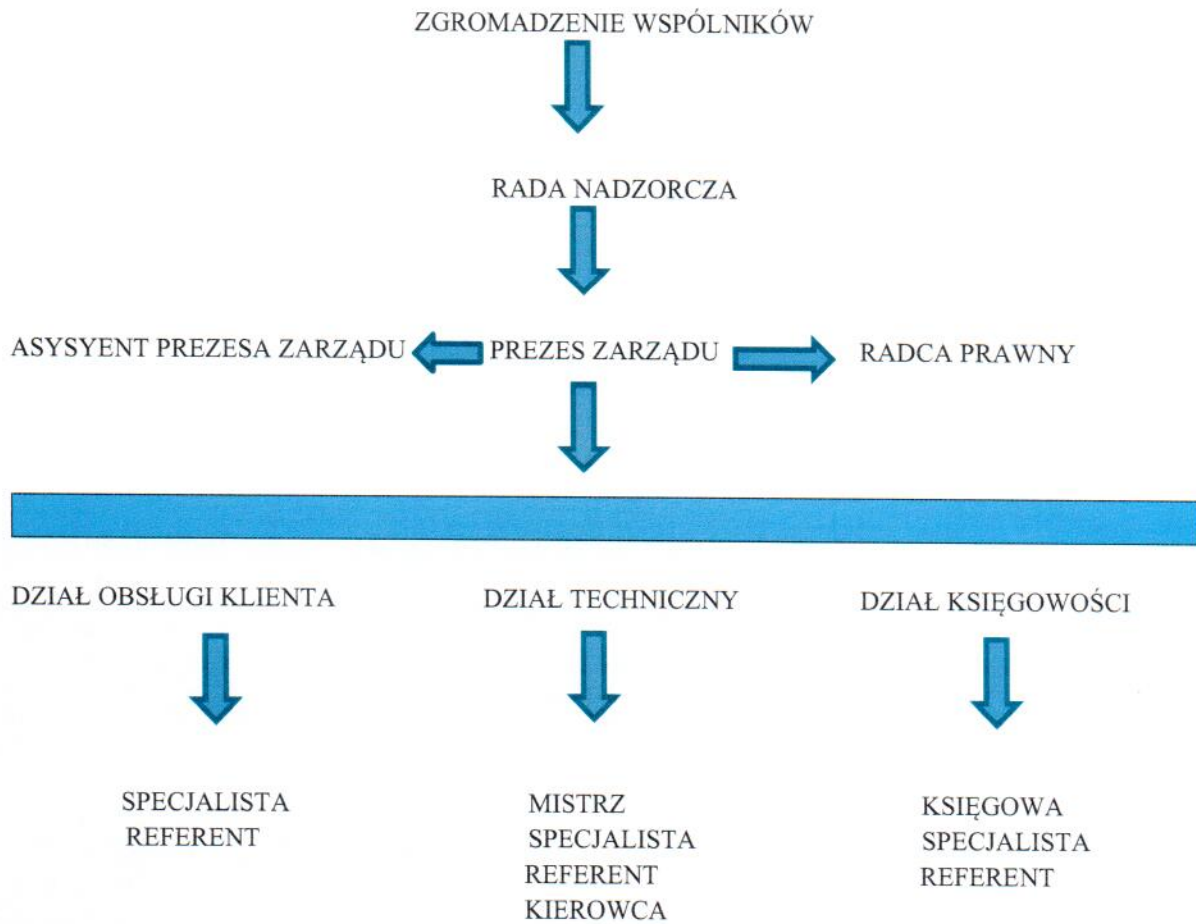 ZGROMADZENIE WSPÓLNIKÓW
RADA NADZORCZA
ASYSYENT PREZESA ZARZĄDU
PREZES ZARZĄDU
RADCA PRAWNY
DZIAŁ OBSŁUGI KLIENTA
DZIAŁ TECHNICZNY
DZIAŁ KSIĘGOWOŚCI
SPECJALISTA
REFERENT
MISTRZ
SPECJALISTA
REFERENT
KIEROWCA
KSIĘGOWA
SPECJALISTA
REFERENT